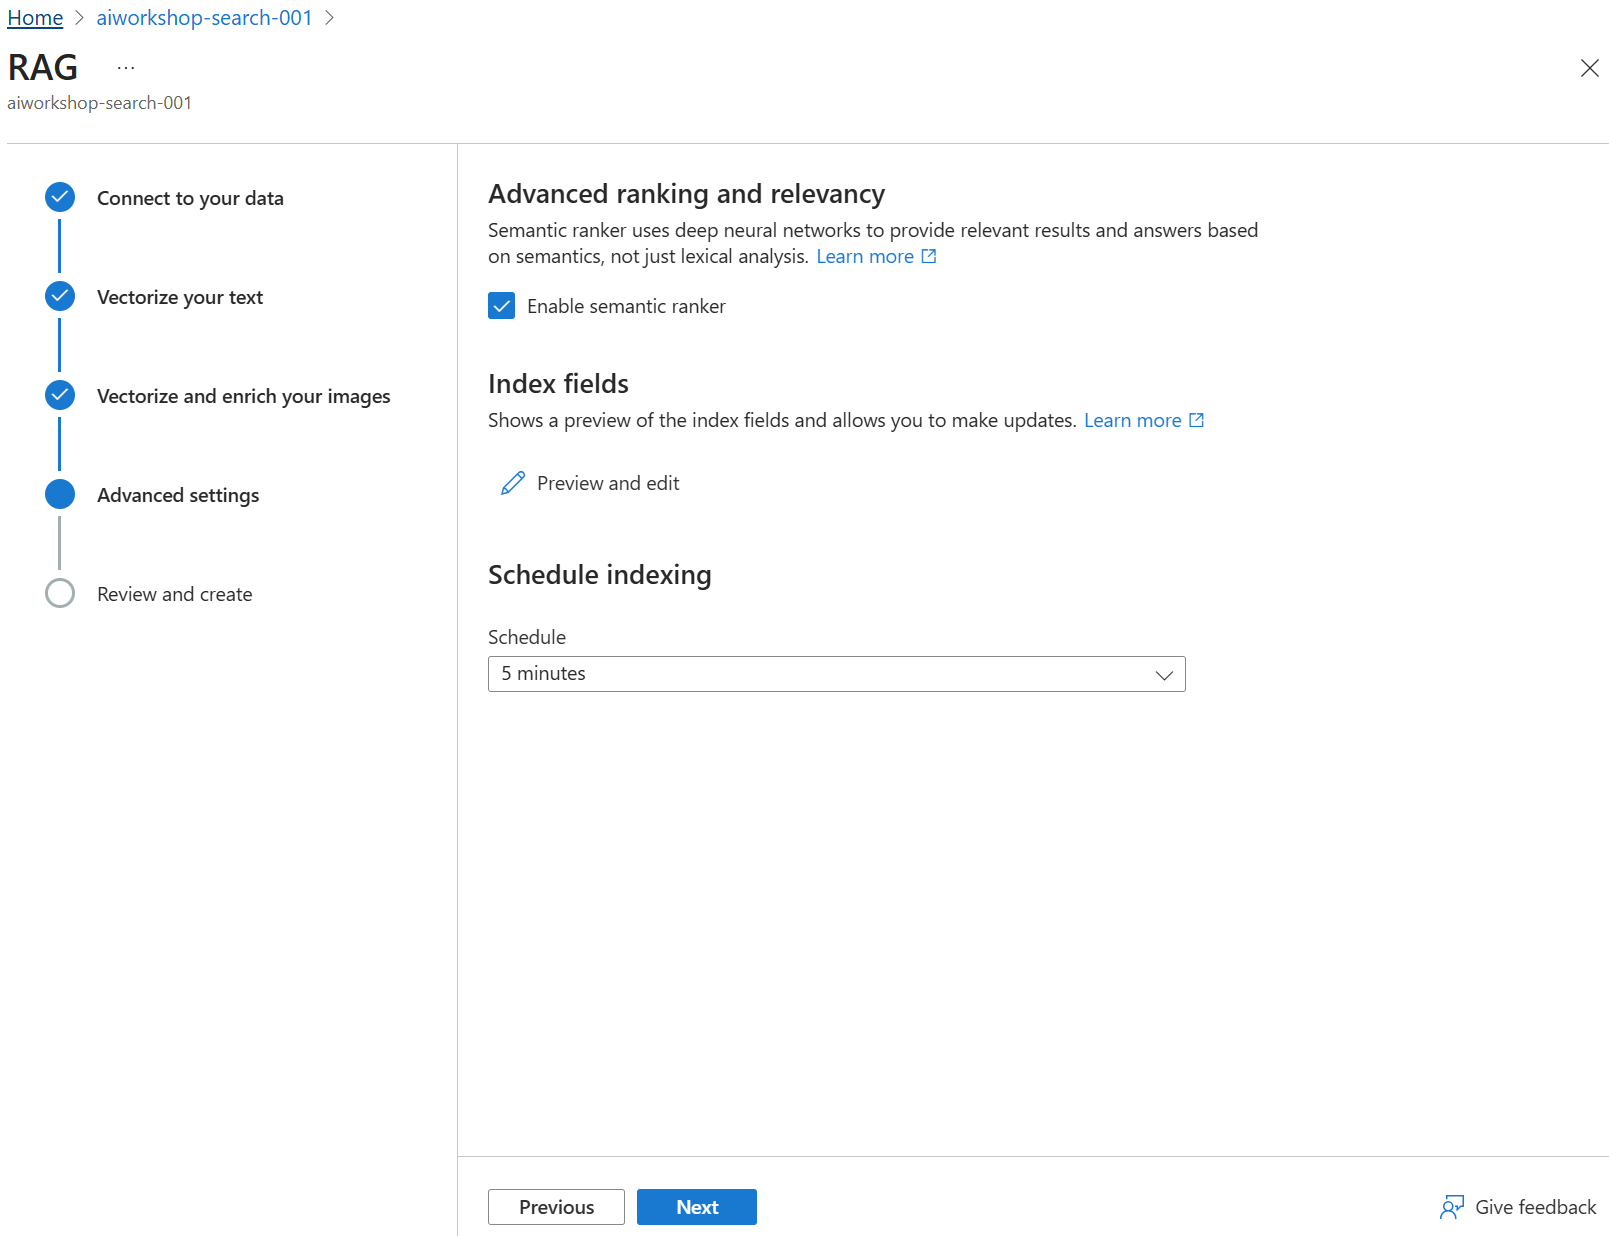 Home > aiworkshop-search-001 >
RAG ...
aiworkshop-search-001
Connect to your data
Vectorize your text
Vectorize and enrich your images
Advanced settings
Review and create
Advanced ranking and relevancy
Semantic ranker uses deep neural networks to provide relevant results and answers based
on semantics, not just lexical analysis. Learn more
Enable semantic ranker
Index fields
Shows a preview of the index fields and allows you to make updates. Learn more
Preview and edit
Schedule indexing
Schedule
5 minutes
Previous
Next
Give feedback